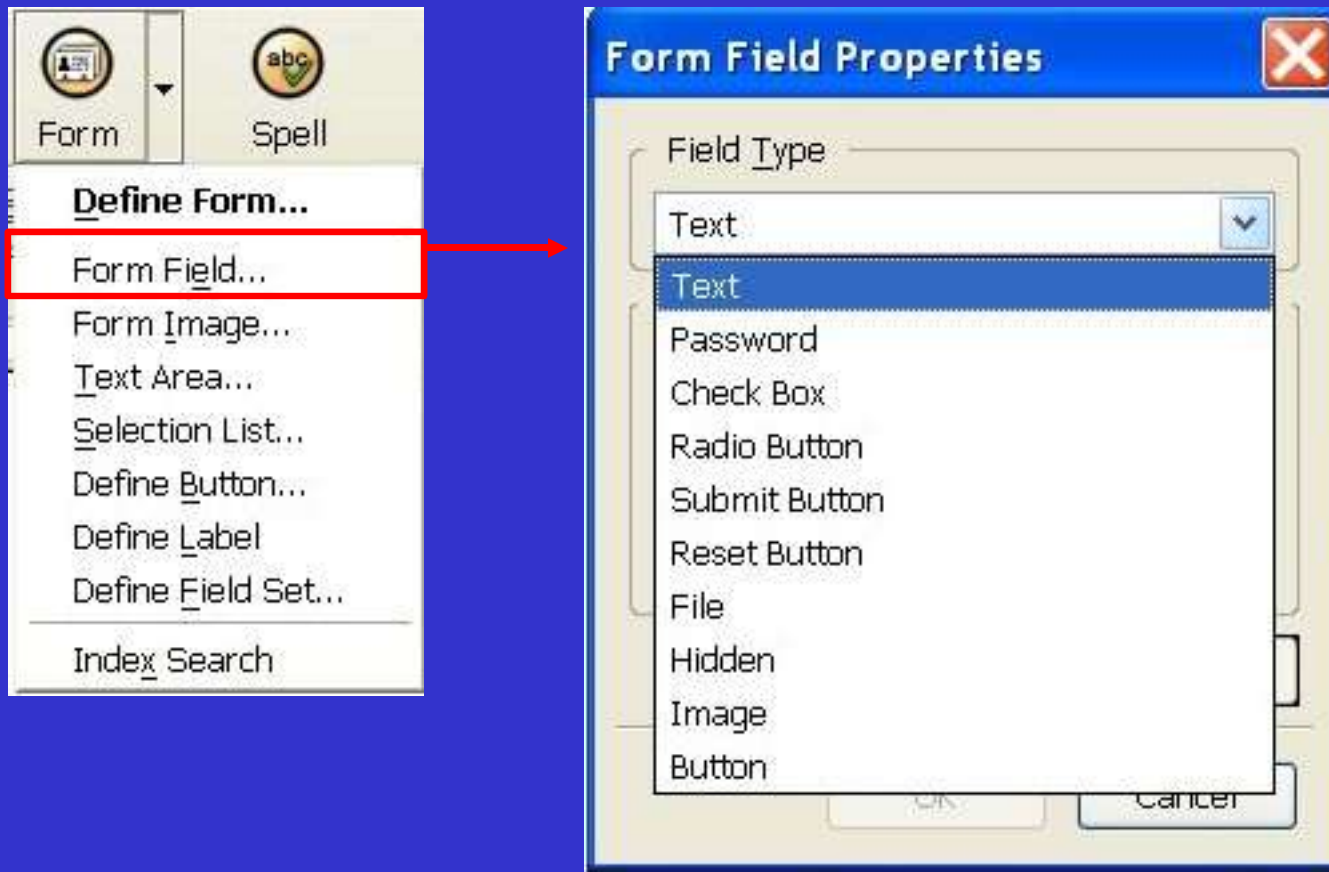 Form
abc
Spell
Define Form...
Form Field...
Form Image...
Text Area...
Selection List...
Define Button...
Define Label
Define Field Set...
Index Search
Form Field Properties
Field Type
Text
Text
Password
Check Box
Radio Button
Submit Button
Reset Button
File
Hidden
Image
Button
OK
Cancel